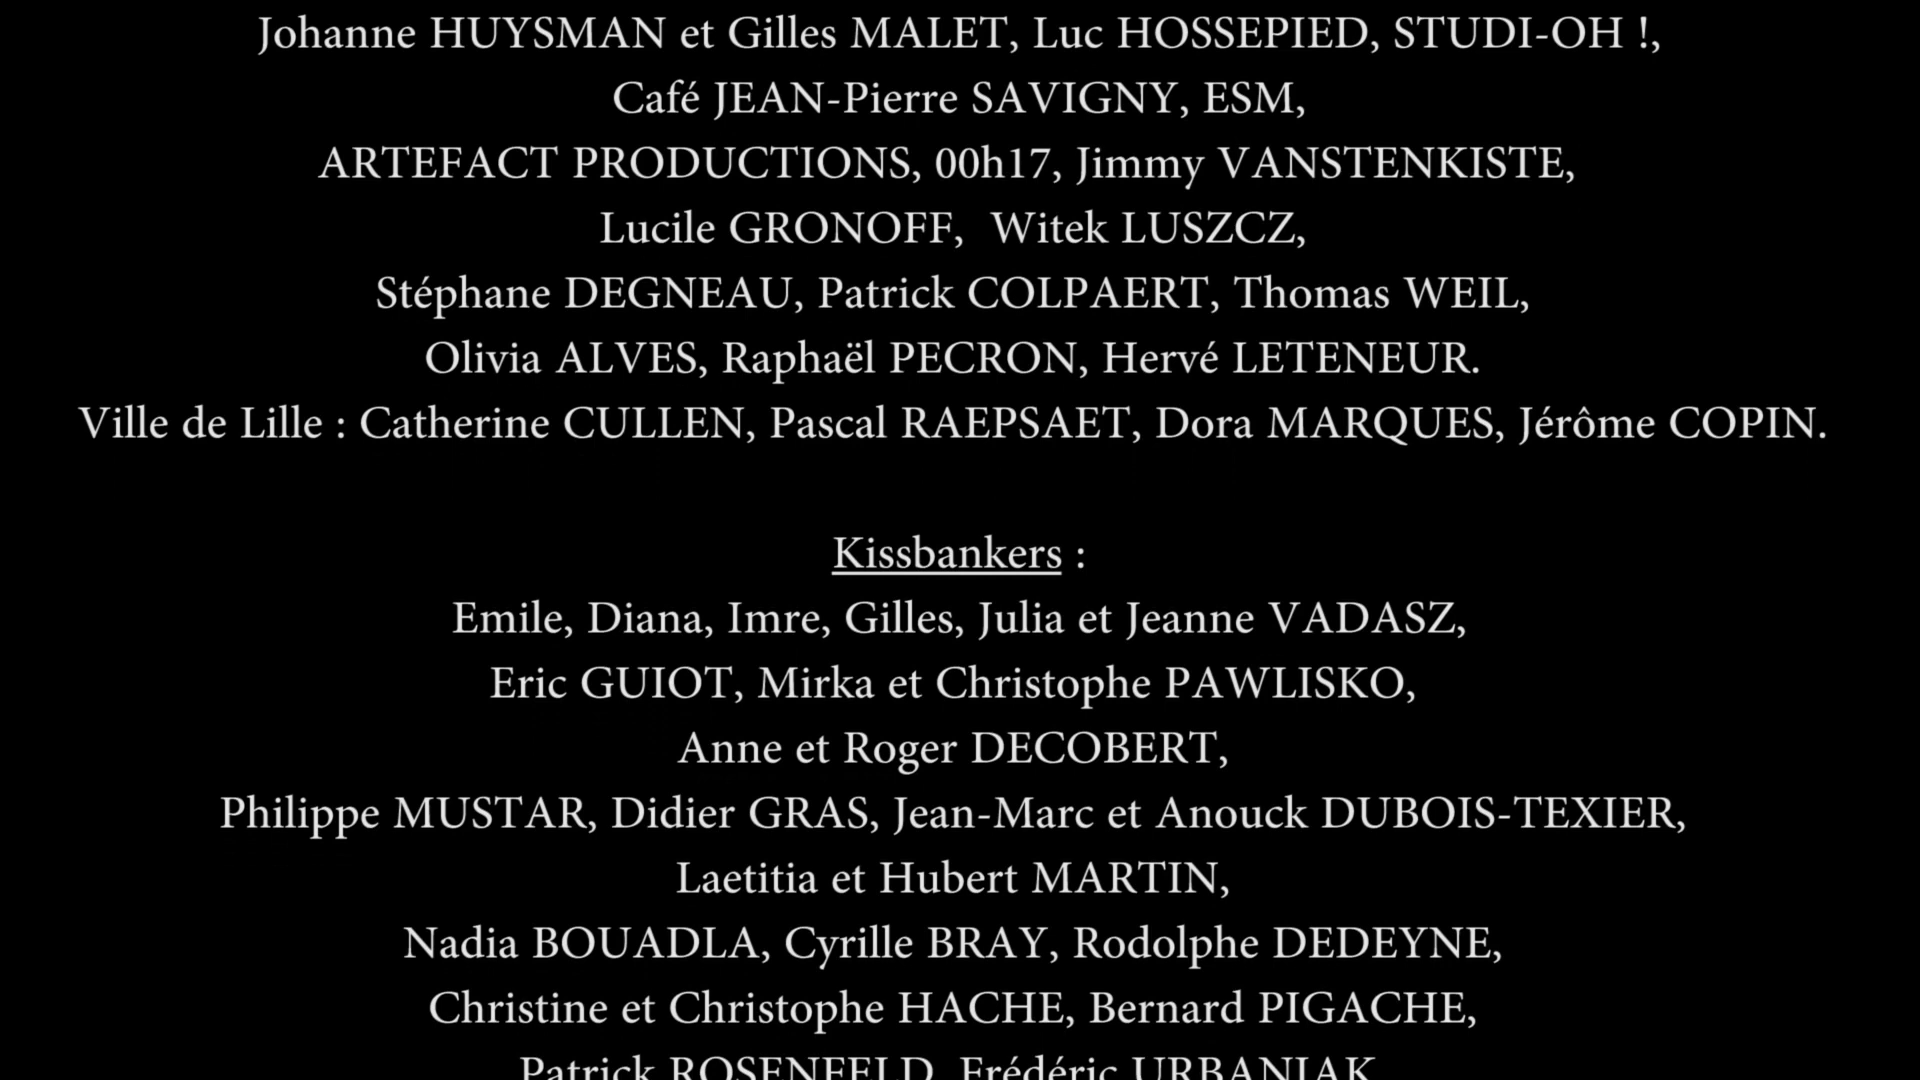 Johanne HUYSMAN et Gilles MALET, Luc HOSSEPIED, STUDI-OH !,
Café JEAN-Pierre SAVIGNY, ESM,
ARTEFACT PRODUCTIONS, 00h17, Jimmy VANSTENKISTE,
Lucile GRONOFF, Witek LUSZCZ,
Stéphane DEGNEAU, Patrick COLPAERT, Thomas WEIL,
Olivia ALVES, Raphaël PECRON, Hervé LETENEUR.
Ville de Lille : Catherine CULLEN, Pascal RAEPSAET, Dora MARQUES, Jérôme COPIN.
Kissbankers :
Emile, Diana, Imre, Gilles, Julia et Jeanne VADASZ,
Eric GUIOT, Mirka et Christophe PAWLISKO,
Anne et Roger DECOBERT,
Philippe MUSTAR, Didier GRAS, Jean-Marc et Anouck DUBOIS-TEXIER,
Laetitia et Hubert MARTIN,
Nadia BOUADLA, Cyrille BRAY, Rodolphe DEDEYNE,
Christine et Christophe HACHE, Bernard PIGACHE,
Patrick ROSENFELD, Frédéric URBANIAK